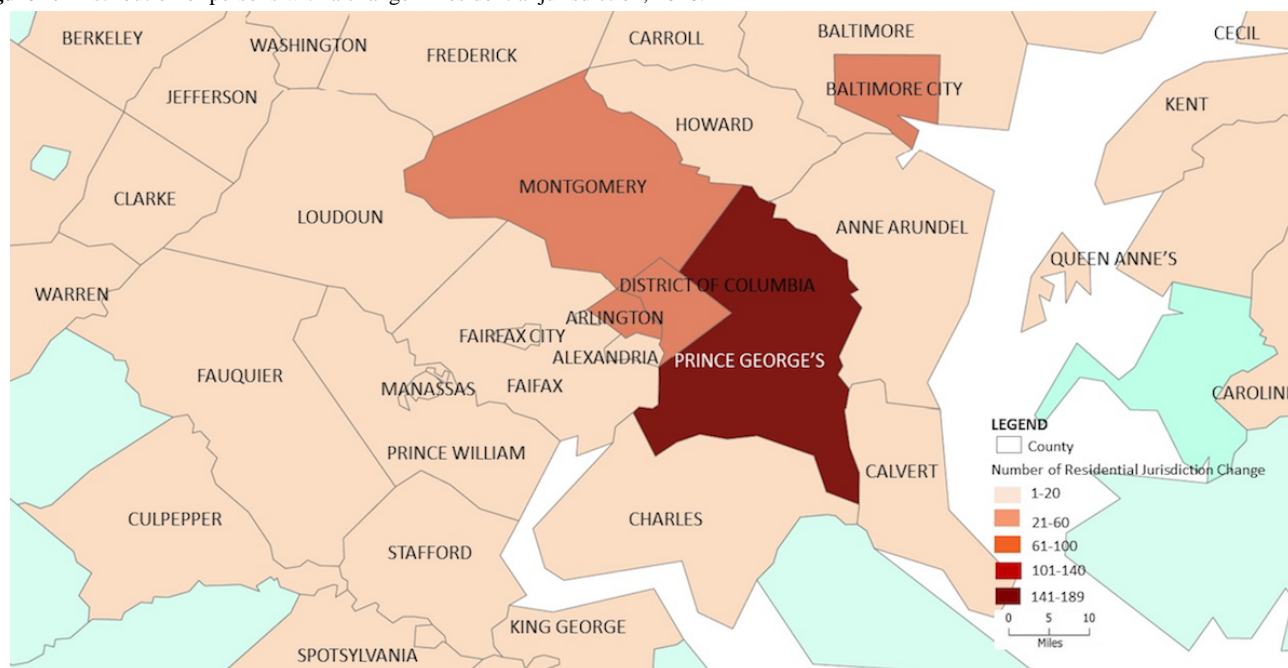 BERKELEY
WASHINGTON
FREDERICK
CARROLL
BALTIMORE
CECIL
JEFFERSON
BALTIMORE CITY
KENT
HOWARD
CLARKE
MONTGOMERY
LOUDOUN
ANNE ARUNDEL
QUEEN ANNE'S
WARREN
DISTRICT OF COLUMBIA
ARLINGTON
FAIRFAX CITY
ALEXANDRIA
PRINCE GEORGE'S
FAUQUIER
MANASSAS
FAIFAX
CAROLINE
PRINCE WILLIAM
CALVERT
CULPEPPER
CHARLES
STAFFORD
KING GEORGE
SPOTSYLVANIA
LEGEND
County
Number of Residential Jurisdiction Change
1-20
21-60
61-100
101-140
141-189
0 5 10
Miles